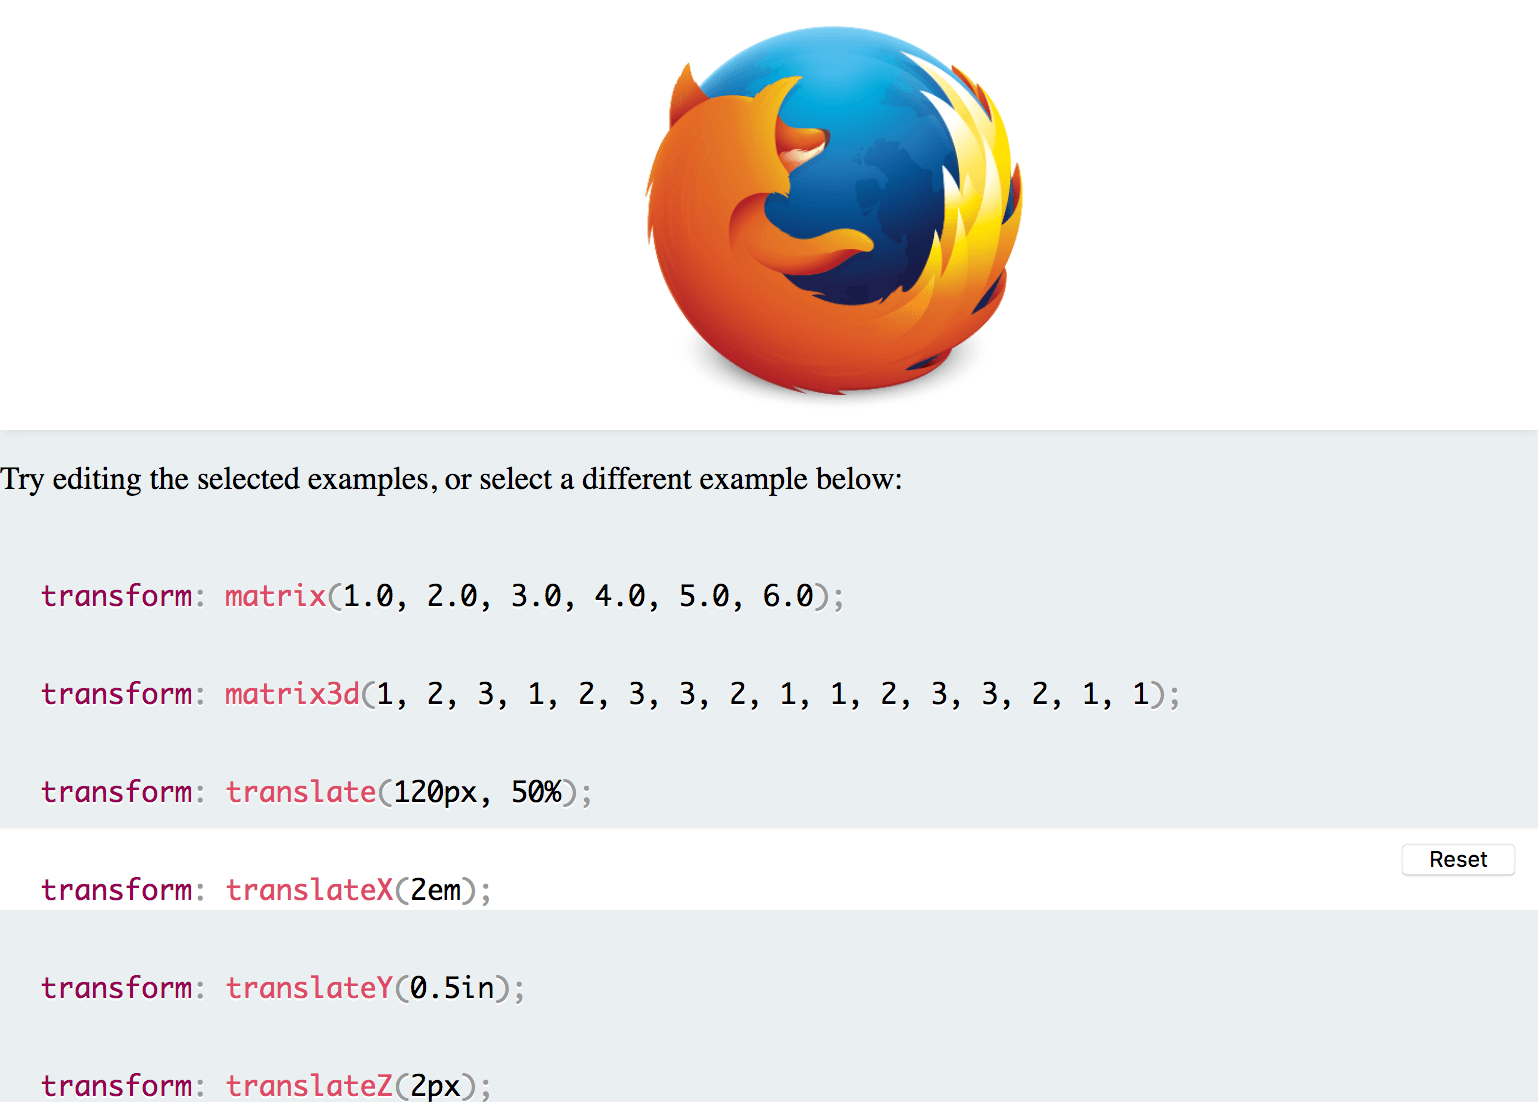 Try editing the selected examples, or select a different example below:
transform: matrix(1.0, 2.0, 3.0, 4.0, 5.0, 6.0);
transform: matrix3d(1, 2, 3, 1, 2, 3, 3, 2, 1, 1, 2, 3, 3, 2, 1, 1);
transform: translate(120px, 50%);
Reset
transform: translateX(2em);
transform: translateY(0.5in);
transform: translateZ(2px);